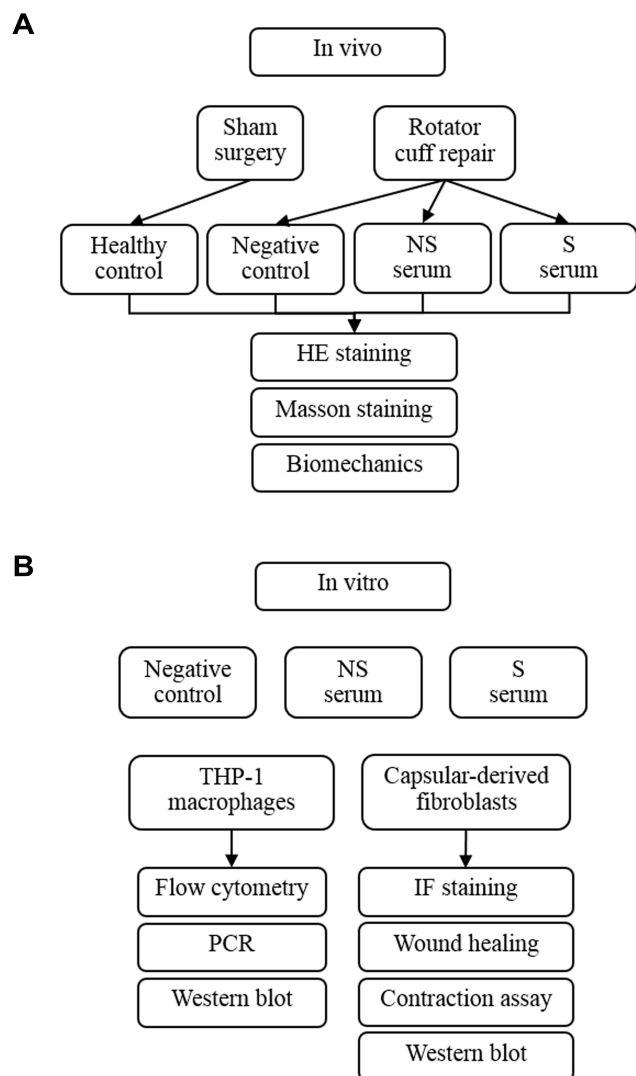 A
In vivo
Sham
surgery
Rotator
cuff repair
Healthy
control
Negative
control
NS
serum
S
serum
HE staining
Masson staining
Biomechanics
B
In vitro
Negative
control
NS
serum
S
serum
THP-1
macrophages
Capsular-derived
fibroblasts
Flow cytometry
IF staining
PCR
Wound healing
Western blot
Contraction assay
Western blot